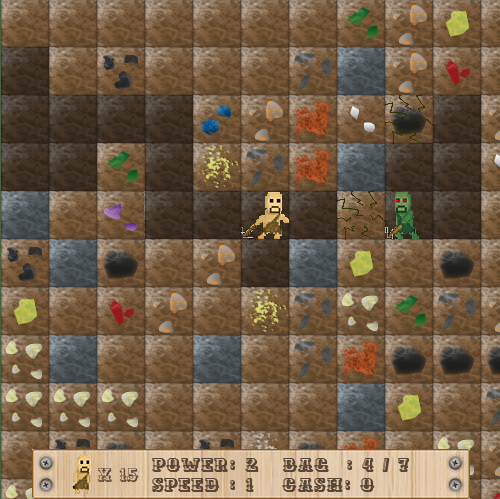 X 15 POWER: 2 BAG : 4 / 7
SPEED : 1 CASH: 0